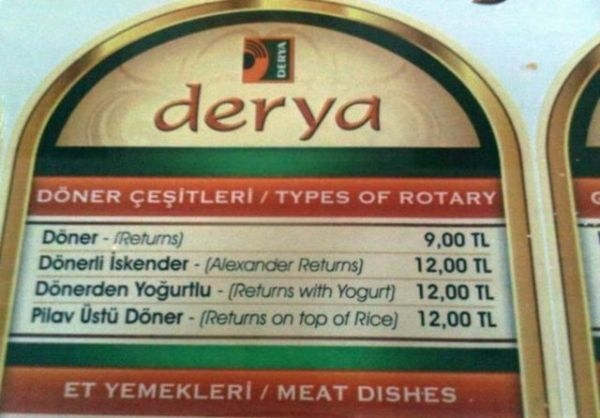 DERYA
derya
DÖNER ÇEŞİTLERİ / TYPES OF ROTARY
Döner - (Returns) 9,00 TL
Dönerli İskender - (Alexander Returns) 12,00 TL
Dönerden Yoğurtlu - (Returns with Yogurt) 12,00 TL
Pilav Üstü Döner - (Returns on top of Rice) 12,00 TL
ET YEMEKLERİ / MEAT DISHES